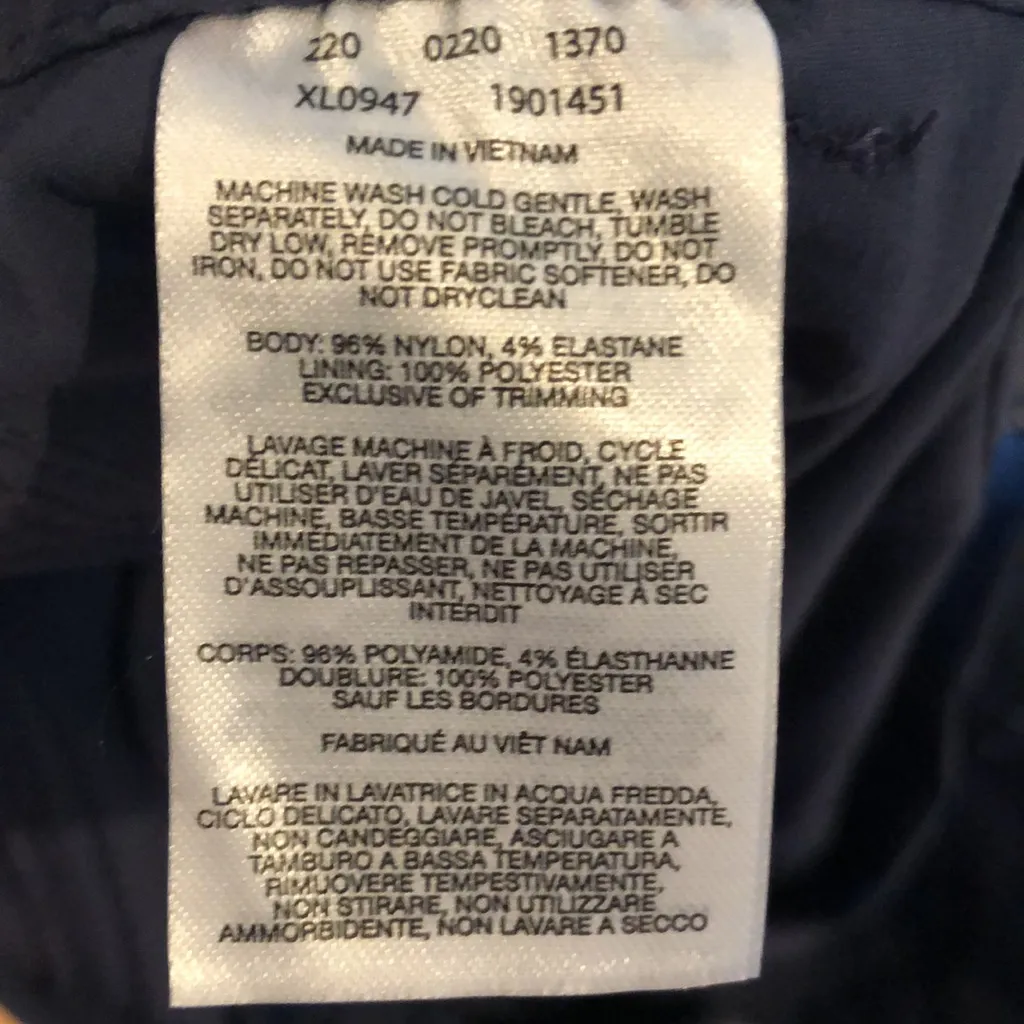 220 0220 1370
XL0947 1901451
MADE IN VIETNAM
MACHINE WASH COLD GENTLE, WASH
SEPARATELY, DO NOT BLEACH, TUMBLE
DRY LOW, REMOVE PROMPTLY, DO NOT
IRON, DO NOT USE FABRIC SOFTENER, DO
NOT DRYCLEAN
BODY: 96% NYLON, 4% ELASTANE
LINING: 100% POLYESTER
EXCLUSIVE OF TRIMMING
LAVAGE MACHINE À FROID, CYCLE
DÉLICAT, LAVER SÉPARÉMENT, NE PAS
UTILISER D'EAU DE JAVEL, SÉCHAGE
MACHINE, BASSE TEMPÉRATURE, SORTIR
IMMÉDIATEMENT DE LA MACHINE,
NE PAS REPASSER, NE PAS UTILISER
D'ASSOUPLISSANT, NETTOYAGE À SEC
INTERDIT
CORPS: 96% POLYAMIDE, 4% ÉLASTHANNE
DOUBLURE: 100% POLYESTER
SAUF LES BORDURES
FABRIQUÉ AU VIÊT NAM
LAVARE IN LAVATRICE IN ACQUA FREDDA,
CICLO DELICATO, LAVARE SEPARATAMENTE,
NON CANDEGGIARE, ASCIUGARE A
TAMBURO A BASSA TEMPERATURA,
RIMUOVERE TEMPESTIVAMENTE,
NON STIRARE, NON UTILIZZARE
AMMORBIDENTE, NON LAVARE A SECCO